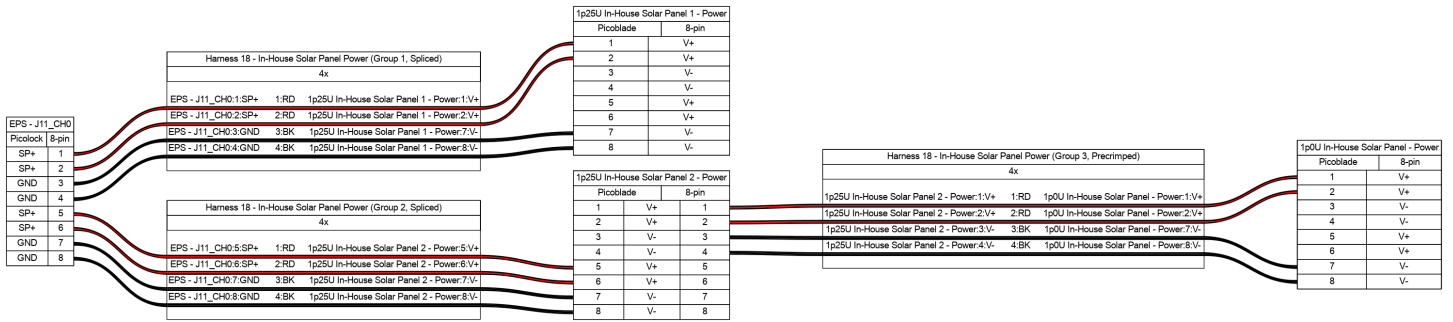 1p25U In-House Solar Panel 1 - Power
Picoblade 8-pin
1 V+
2 V+
3 V-
4 V-
5 V+
6 V+
7 V-
8 V-
Harness 18 - In-House Solar Panel Power (Group 1, Spliced)
4x
EPS - J11_CH0:1:SP+ 1:RD 1p25U In-House Solar Panel 1 - Power:1:V+
EPS - J11_CH0:2:SP+ 2:RD 1p25U In-House Solar Panel 1 - Power:2:V+
EPS - J11_CH0:3:GND 3:BK 1p25U In-House Solar Panel 1 - Power:7:V-
EPS - J11_CH0:4:GND 4:BK 1p25U In-House Solar Panel 1 - Power:8:V-
EPS - J11_CH0
Picolock 8-pin
SP+ 1
SP+ 2
GND 3
GND 4
SP+ 5
SP+ 6
GND 7
GND 8
Harness 18 - In-House Solar Panel Power (Group 2, Spliced)
4x
EPS - J11_CH0:5:SP+ 1:RD 1p25U In-House Solar Panel 2 - Power:5:V+
EPS - J11_CH0:6:SP+ 2:RD 1p25U In-House Solar Panel 2 - Power:6:V+
EPS - J11_CH0:7:GND 3:BK 1p25U In-House Solar Panel 2 - Power:7:V-
EPS - J11_CH0:8:GND 4:BK 1p25U In-House Solar Panel 2 - Power:8:V-
1p25U In-House Solar Panel 2 - Power
Picoblade 8-pin
1 V+ 1
2 V+ 2
3 V- 3
4 V- 4
5 V+ 5
6 V+ 6
7 V- 7
8 V- 8
Harness 18 - In-House Solar Panel Power (Group 3, Precrimped)
4x
1p25U In-House Solar Panel 2 - Power:1:V+ 1:RD 1p0U In-House Solar Panel - Power:1:V+
1p25U In-House Solar Panel 2 - Power:2:V+ 2:RD 1p0U In-House Solar Panel - Power:2:V+
1p25U In-House Solar Panel 2 - Power:3:V- 3:BK 1p0U In-House Solar Panel - Power:7:V-
1p25U In-House Solar Panel 2 - Power:4:V- 4:BK 1p0U In-House Solar Panel - Power:8:V-
1p0U In-House Solar Panel - Power
Picoblade 8-pin
1 V+
2 V+
3 V-
4 V-
5 V+
6 V+
7 V-
8 V-